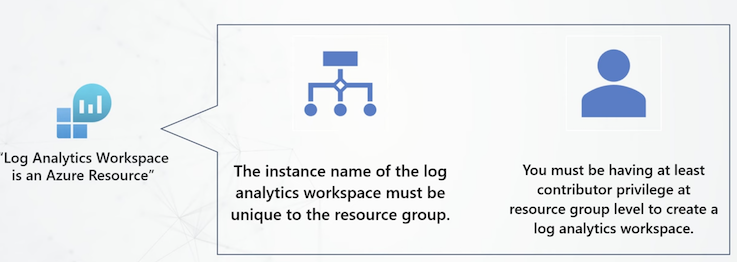 “Log Analytics Workspace
is an Azure Resource”
The instance name of the log
analytics workspace must be
unique to the resource group.
You must be having at least
contributor privilege at
resource group level to create a
log analytics workspace.